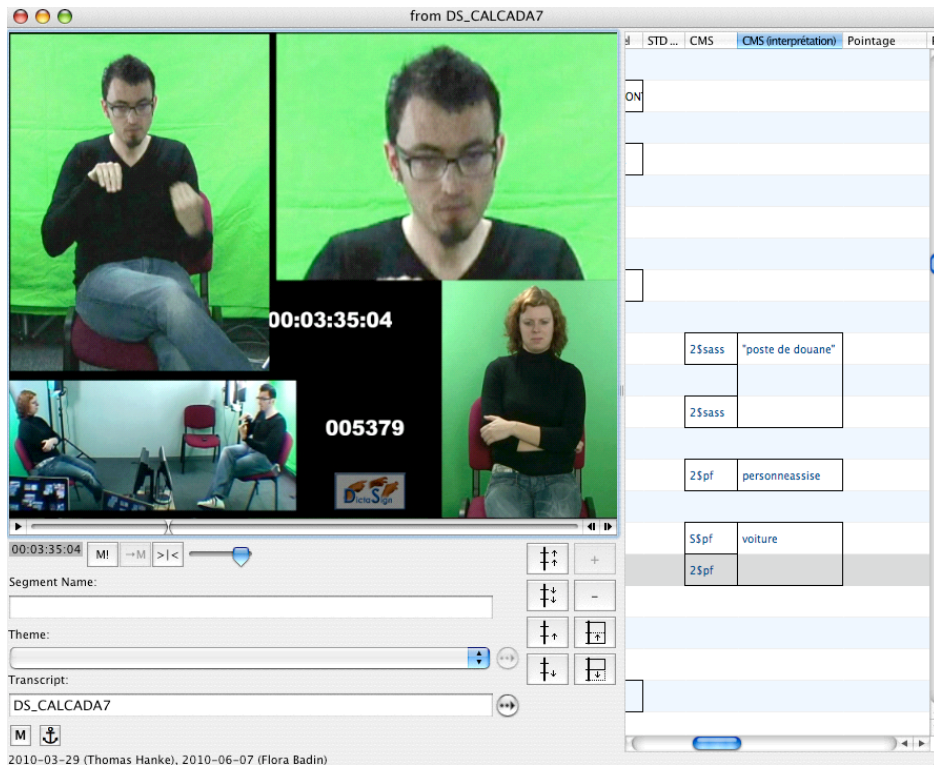 from DS_CALCADA7
STD ... CMS CMS (interprétation) Pointage
ONT
00:03:35:04
005379
DictaSign
2$sass "poste de douane"
2$sass
2$pf personneassise
S$pf voiture
2$pf
00:03:35:04 M! →M >|<
Segment Name:
Theme:
Transcript:
DS_CALCADA7
M
2010-03-29 (Thomas Hanke), 2010-06-07 (Flora Badin)